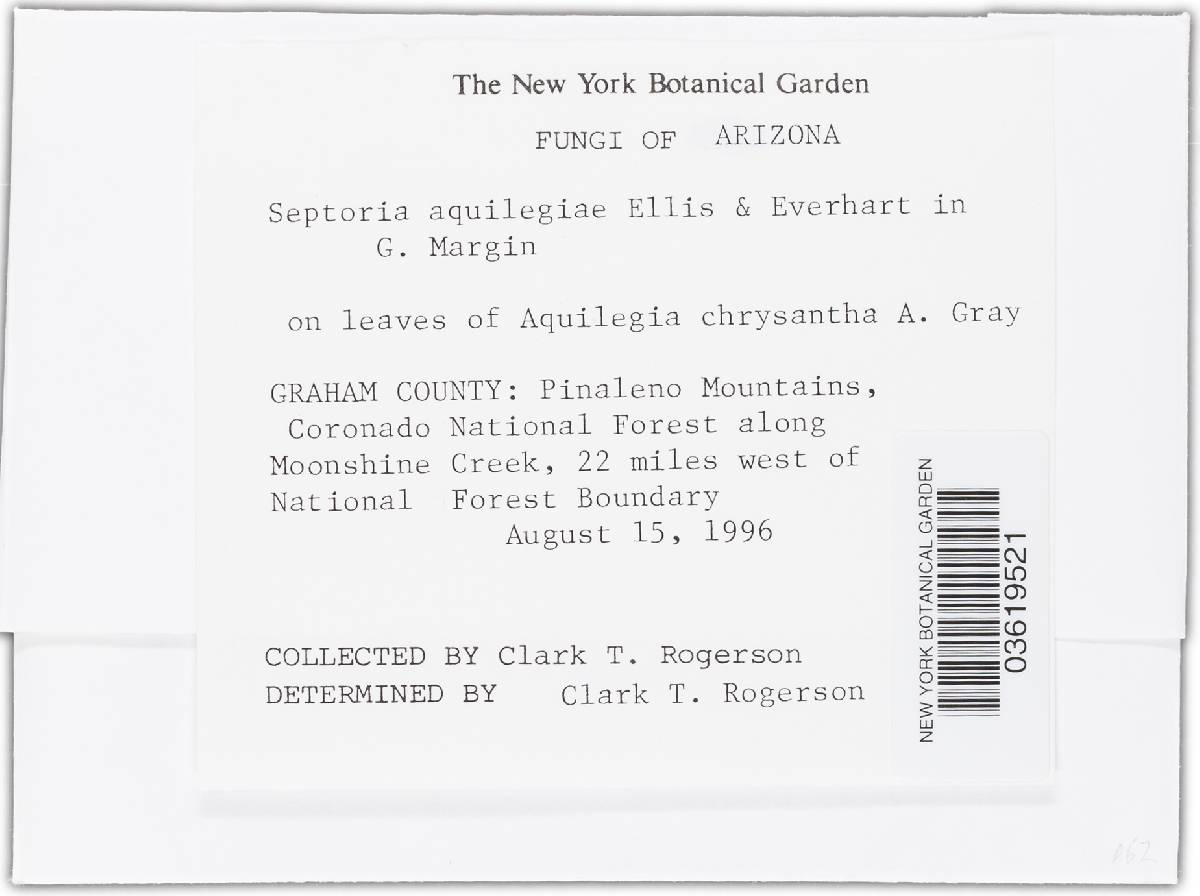 The New York Botanical Garden
FUNGI OF ARIZONA
Septoria aquilegiae Ellis & Everhart in
G. Margin
on leaves of Aquilegia chrysantha A. Gray
GRAHAM COUNTY: Pinaleno Mountains,
Coronado National Forest along
Moonshine Creek, 22 miles west of
National Forest Boundary
August 15, 1996
COLLECTED BY Clark T. Rogerson
DETERMINED BY Clark T. Rogerson
NEW YORK BOTANICAL GARDEN
03619521